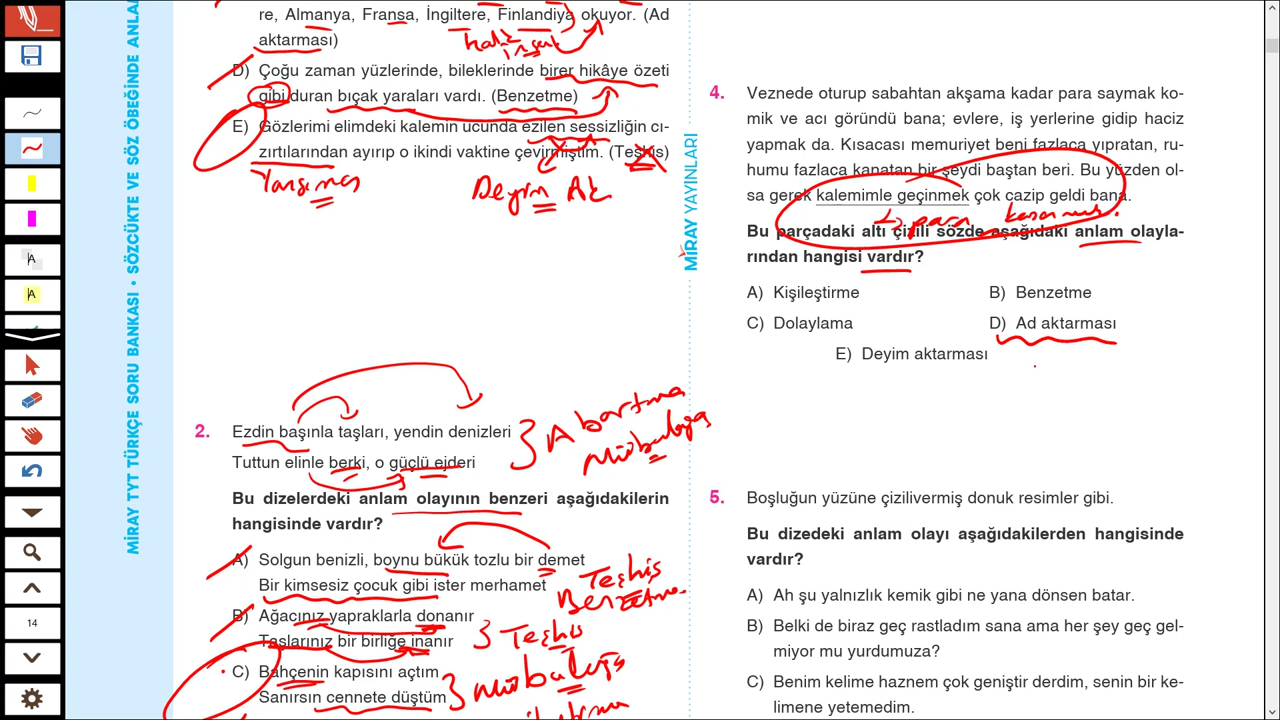 re, Almanya, Fransa, İngiltere, Finlandiya okuyor. (Ad
aktarması)
halkı
D) Çoğu zaman yüzlerinde, bileklerinde birer hikâye özeti
gibi duran bıçak yaraları vardı. (Benzetme)
E) Gözlerimi elimdeki kalemin ucunda ezilen sessizliğin cı-
zırtılarından ayırıp o ikindi vaktine çevirmiştim. (Teşhis)
Yansıması
Deyim Ak
2. Ezdin başınla taşları, yendin denizleri
Tuttun elinle berki, o güçlü ejderi
Abartma
Mübalağa
Bu dizelerdeki anlam olayının benzeri aşağıdakilerin
hangisinde vardır?
A) Solgun benizli, boynu bükük tozlu bir demet
Bir kimsesiz çocuk gibi ister merhamet
Teşhis
Benzetme
B) Ağacınız yapraklarla donanır
Taşlarınız bir birliğe inanır
Teşhis
C) Bahçenin kapısını açtım
Sanırsın cennete düştüm
Mübalağa
4. Veznede oturup sabahtan akşama kadar para saymak ko-
mik ve acı göründü bana; evlere, iş yerlerine gidip haciz
yapmak da. Kısacası memuriyet beni fazlaca yıpratan, ru-
humu fazlaca kanatan bir şeydi baştan beri. Bu yüzden ol-
sa gerek kalemimle geçinmek çok cazip geldi bana.
para kazanmak
Bu parçadaki altı çizili sözde aşağıdaki anlam olayla-
rından hangisi vardır?
A) Kişileştirme
B) Benzetme
C) Dolaylama
D) Ad aktarması
E) Deyim aktarması
5. Boşluğun yüzüne çizilivermiş donuk resimler gibi.
Bu dizedeki anlam olayı aşağıdakilerden hangisinde
vardır?
A) Ah şu yalnızlık kemik gibi ne yana dönsen batar.
B) Belki de biraz geç rastladım sana ama her şey geç gel-
miyor mu yurdumuza?
C) Benim kelime haznem çok geniştir derdim, senin bir ke-
limene yetemedim.
MİRAY YAYINLARI
MİRAY TYT TÜRKÇE SORU BANKASI • SÖZCÜKTE VE SÖZ ÖBEĞİNDE ANLA
A
A
14